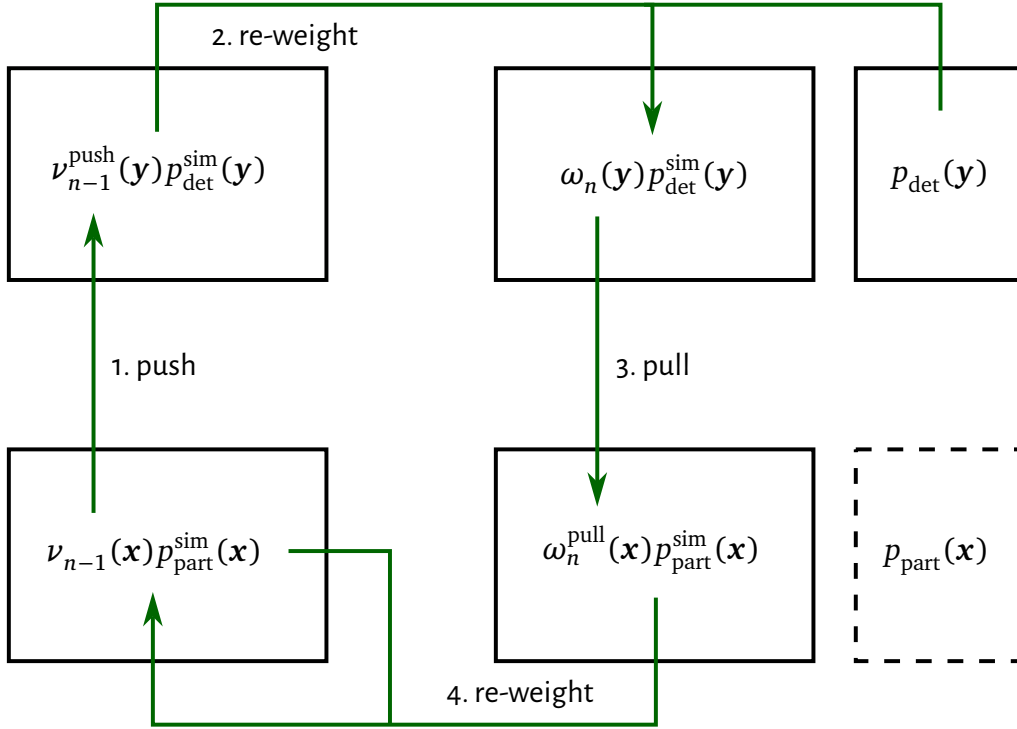 2. re-weight
ν_{n−1}^{push}(𝒚)p_{det}^{sim}(𝒚)
ω_n(𝒚)p_{det}^{sim}(𝒚)
p_{det}(𝒚)
1. push
3. pull
ν_{n−1}(𝒙)p_{part}^{sim}(𝒙)
ω_n^{pull}(𝒙)p_{part}^{sim}(𝒙)
p_{part}(𝒙)
4. re-weight